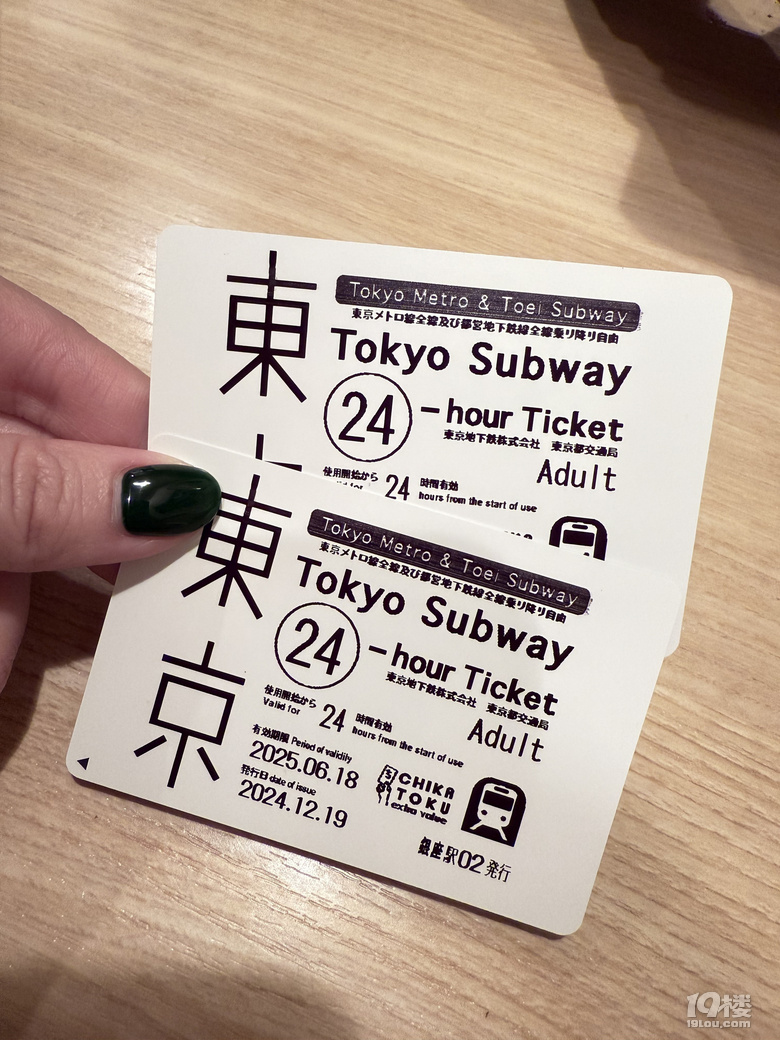 東
Tokyo Metro & Toei Subway
東京メトロ線全線及び都営地下鉄線全線乗り降り自由
Tokyo Subway
24-hour Ticket
東京地下鉄株式会社 東京都交通局
Adult
使用開始から 24 時間有効
hours from the start of use
東京
Tokyo Metro & Toei Subway
東京メトロ線全線及び都営地下鉄線全線乗り降り自由
Tokyo Subway
24-hour Ticket
東京地下鉄株式会社 東京都交通局
Adult
使用開始から 24 時間有効
Valid for hours from the start of use
有効期限 Period of validity
2025.06.18
発行日 date of issue
2024.12.19
CHIKA
TOKU
extra value
銀座駅02発行
19楼
19lou.com